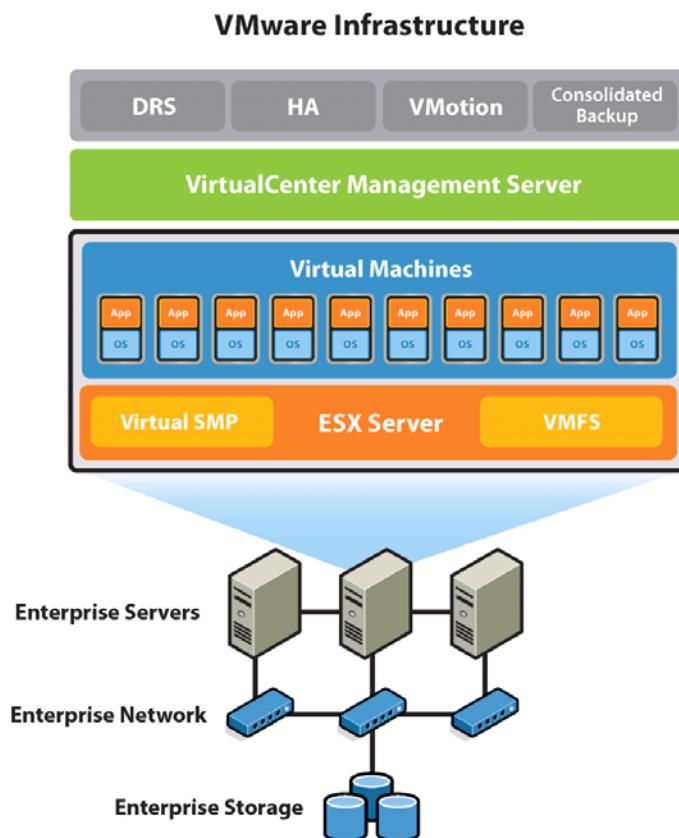 VMware Infrastructure
DRS
HA
VMotion
Consolidated
Backup
VirtualCenter Management Server
Virtual Machines
App App App App App App App App App App
OS OS OS OS OS OS OS OS OS OS
Virtual SMP
ESX Server
VMFS
Enterprise Servers
Enterprise Network
Enterprise Storage